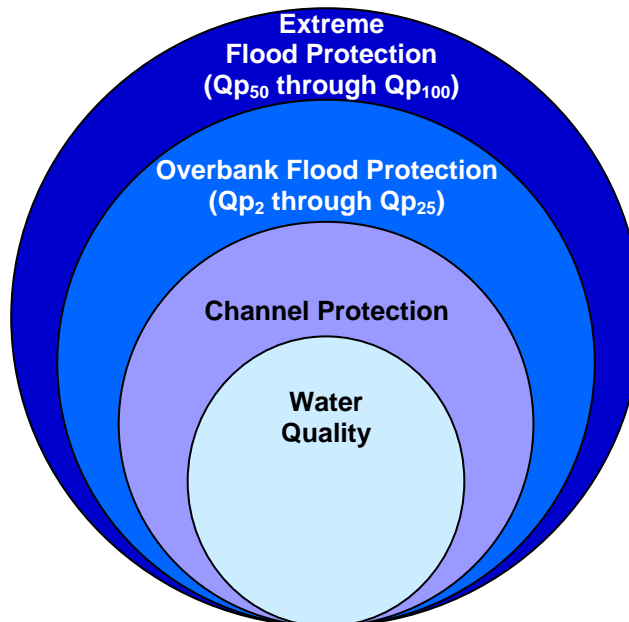 Extreme
Flood Protection
(Qp₅₀ through Qp₁₀₀)
Overbank Flood Protection
(Qp₂ through Qp₂₅)
Channel Protection
Water
Quality